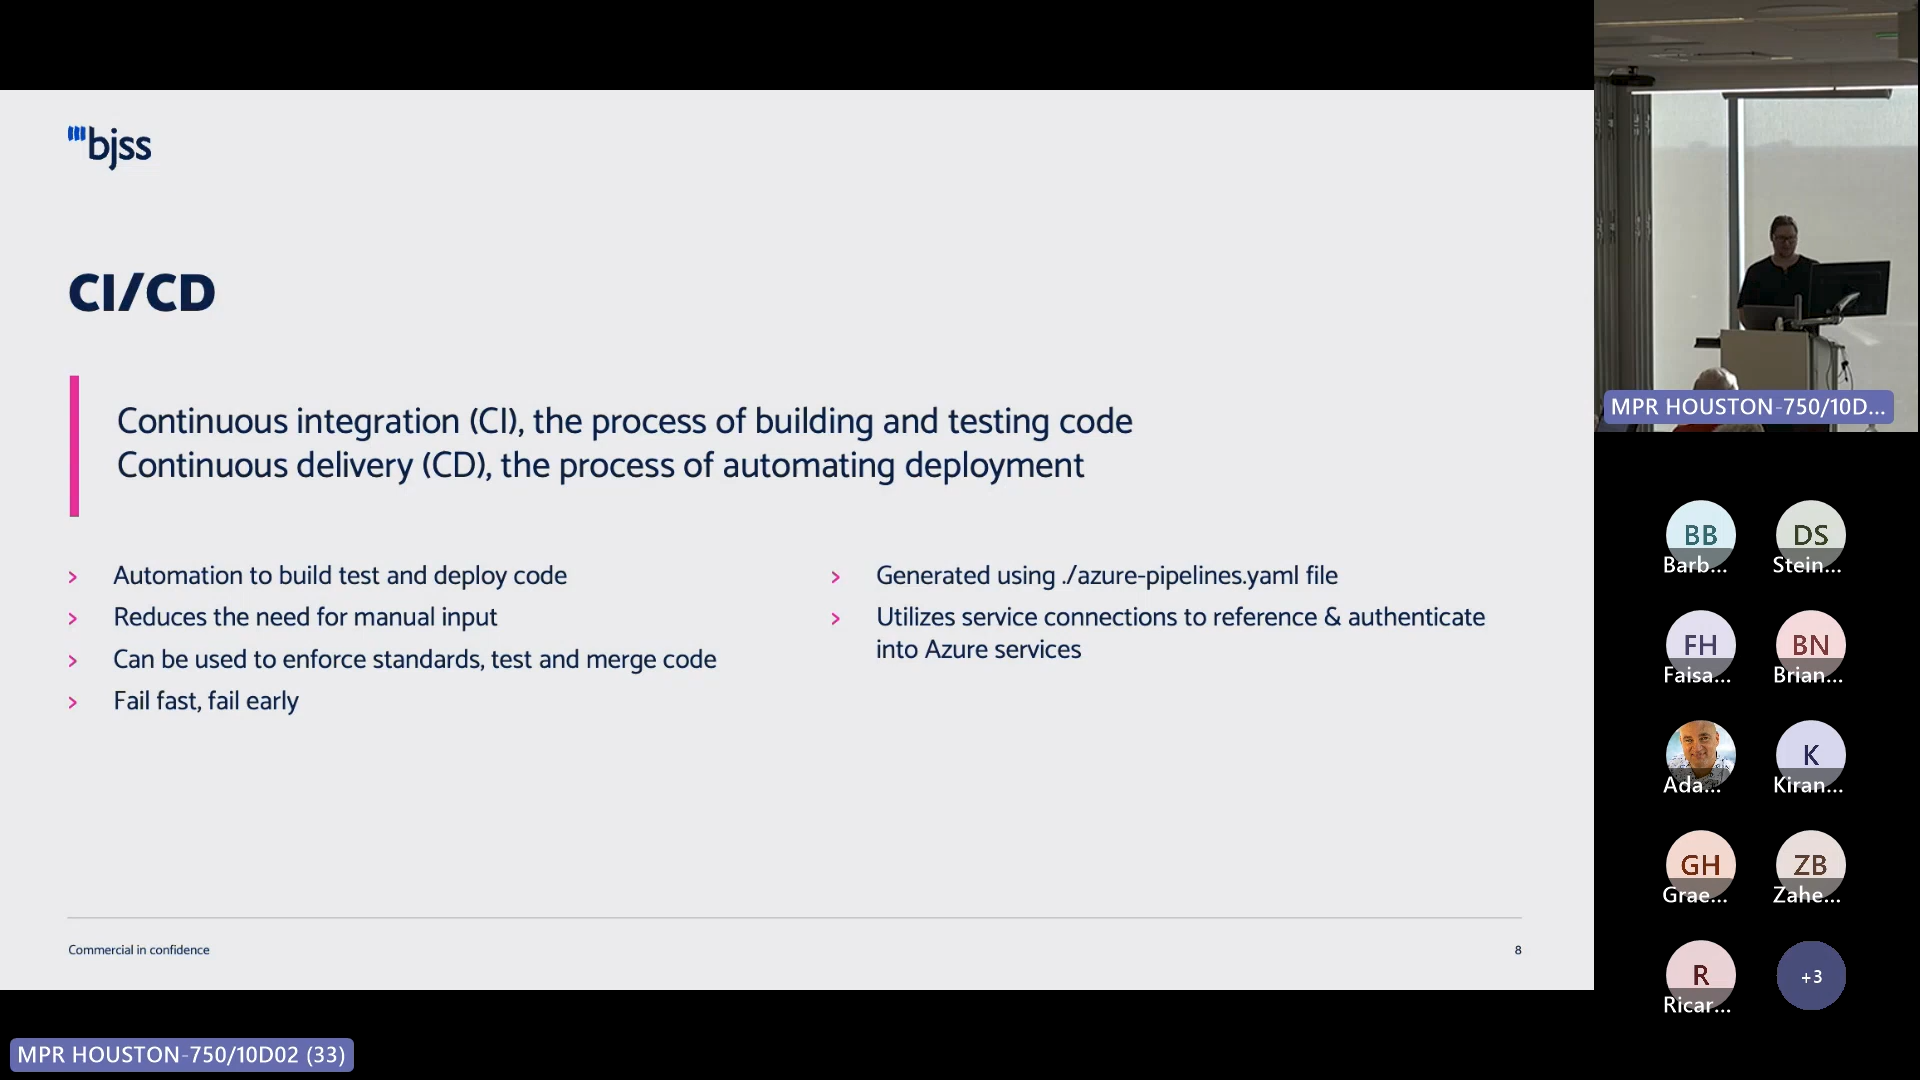 bjss
CI/CD
Continuous integration (CI), the process of building and testing code
Continuous delivery (CD), the process of automating deployment
> Automation to build test and deploy code
> Reduces the need for manual input
> Can be used to enforce standards, test and merge code
> Fail fast, fail early
> Generated using ./azure-pipelines.yaml file
> Utilizes service connections to reference & authenticate
into Azure services
Commercial in confidence
8
MPR HOUSTON-750/10D...
BB
Barb...
DS
Stein...
FH
Faisa...
BN
Brian...
Ada...
K
Kiran...
GH
Grae...
ZB
Zahe...
R
Ricar...
+3
MPR HOUSTON-750/10D02 (33)